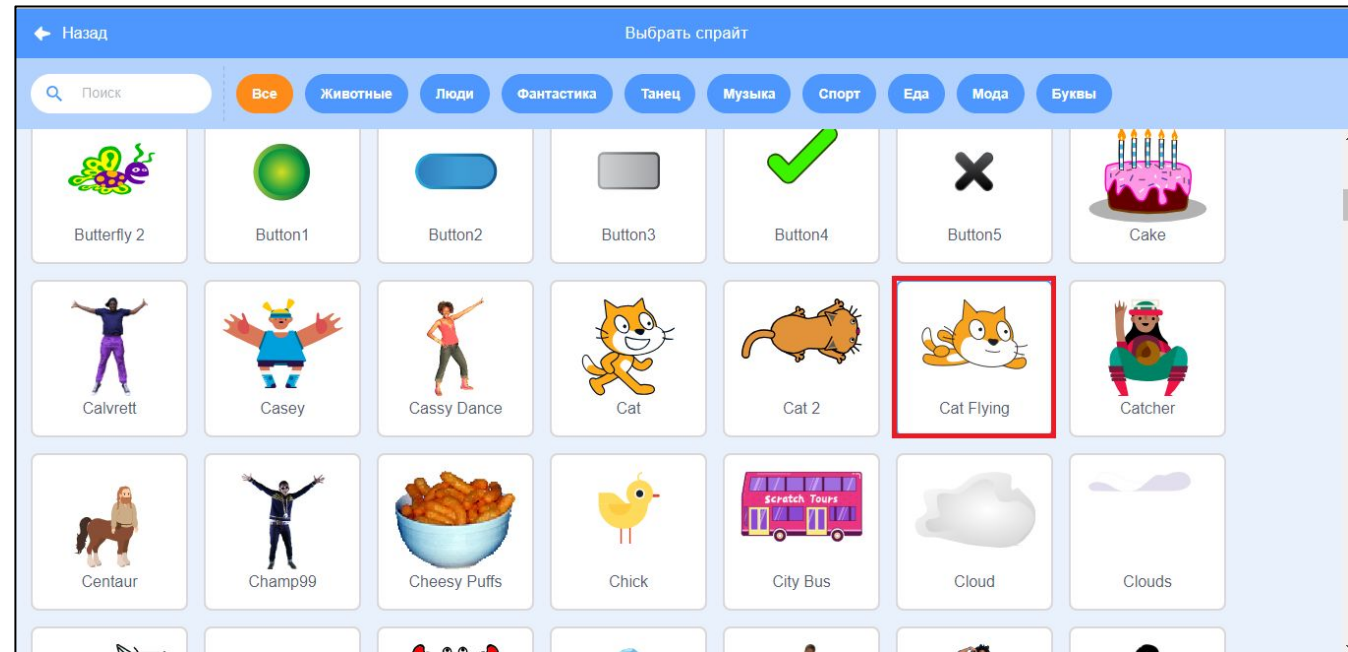 Назад
Выбрать спрайт
Поиск
Все
Животные
Люди
Фантастика
Танец
Музыка
Спорт
Еда
Мода
Буквы
Butterfly 2
Button1
Button2
Button3
Button4
Button5
Cake
Calvrett
Casey
Cassy Dance
Cat
Cat 2
Cat Flying
Catcher
Scratch Tours
Centaur
Champ99
Cheesy Puffs
Chick
City Bus
Cloud
Clouds